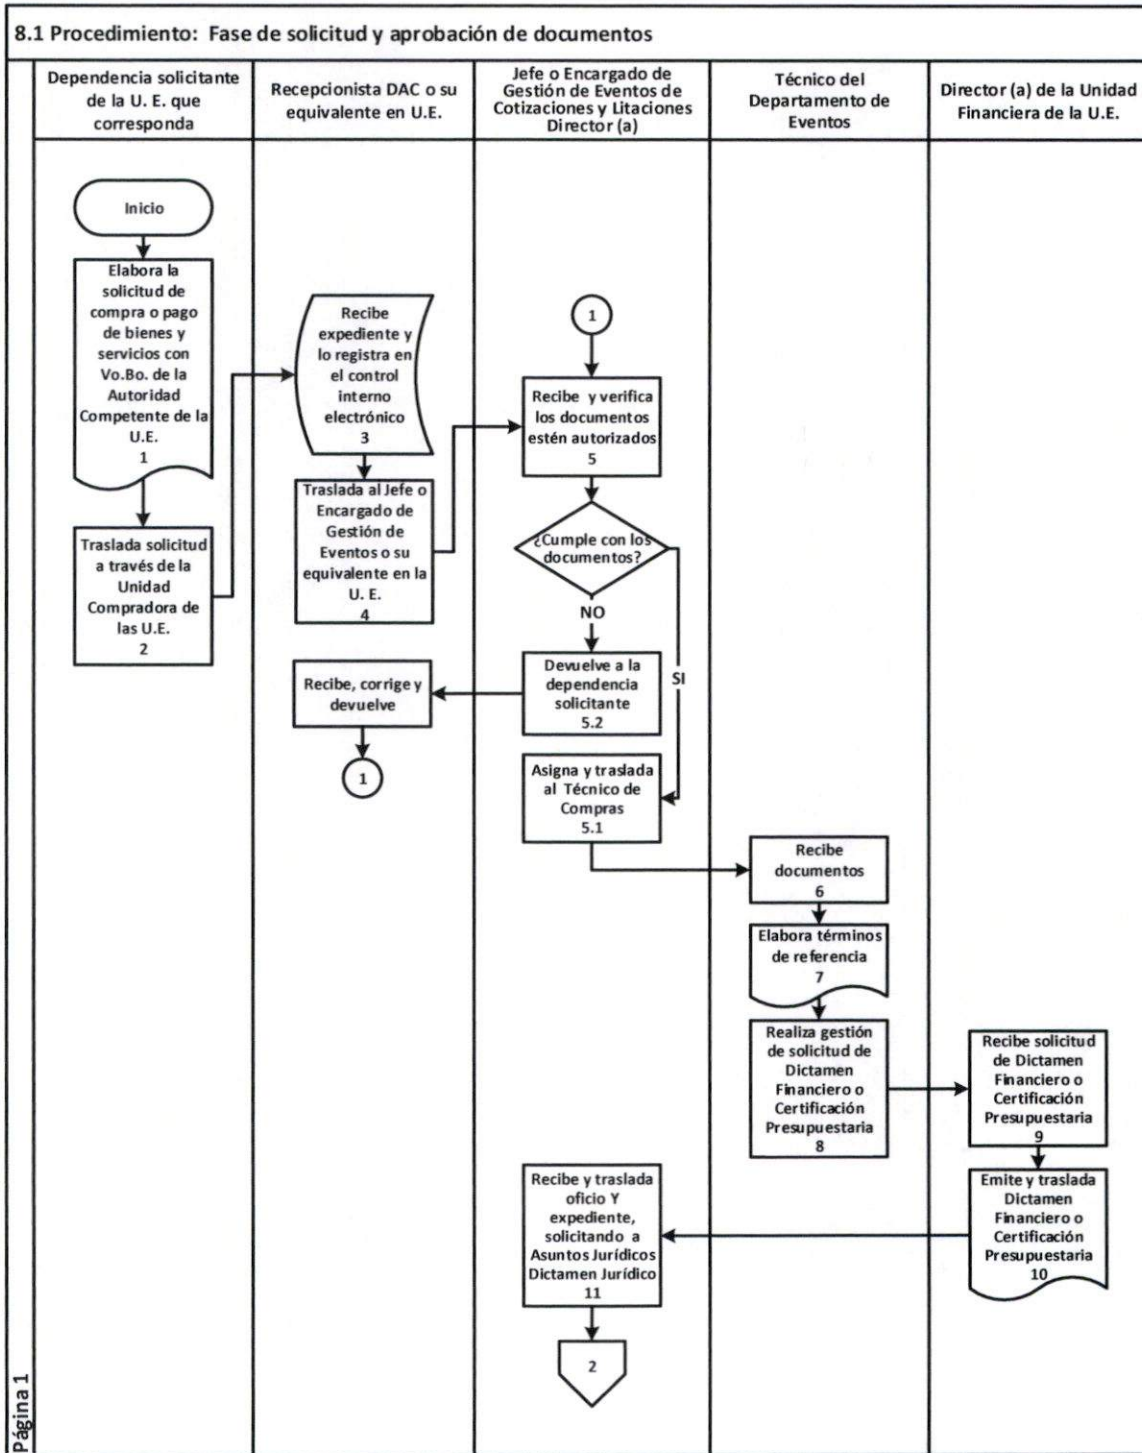 8.1 Procedimiento: Fase de solicitud y aprobación de documentos
Dependencia solicitante
de la U. E. que
corresponda
Recepcionista DAC o su
equivalente en U.E.
Jefe o Encargado de
Gestión de Eventos de
Cotizaciones y Litaciones
Director (a)
Técnico del
Departamento de
Eventos
Director (a) de la Unidad
Financiera de la U.E.
Inicio
Elabora la
solicitud de
compra o pago
de bienes y
servicios con
Vo.Bo. de la
Autoridad
Competente de la
U.E.
1
Traslada solicitud
a través de la
Unidad
Compradora de
las U.E.
2
Recibe
expediente y
lo registra en
el control
interno
electrónico
3
Traslada al Jefe o
Encargado de
Gestión de
Eventos o su
equivalente en la
U. E.
4
1
Recibe y verifica
los documentos
estén autorizados
5
¿Cumple con los
documentos?
NO
SI
Devuelve a la
dependencia
solicitante
5.2
Recibe, corrige y
devuelve
1
Asigna y traslada
al Técnico de
Compras
5.1
Recibe
documentos
6
Elabora términos
de referencia
7
Realiza gestión
de solicitud de
Dictamen
Financiero o
Certificación
Presupuestaria
8
Recibe solicitud
de Dictamen
Financiero o
Certificación
Presupuestaria
9
Emite y traslada
Dictamen
Financiero o
Certificación
Presupuestaria
10
Recibe y traslada
oficio Y
expediente,
solicitando a
Asuntos Jurídicos
Dictamen Jurídico
11
2
Página 1